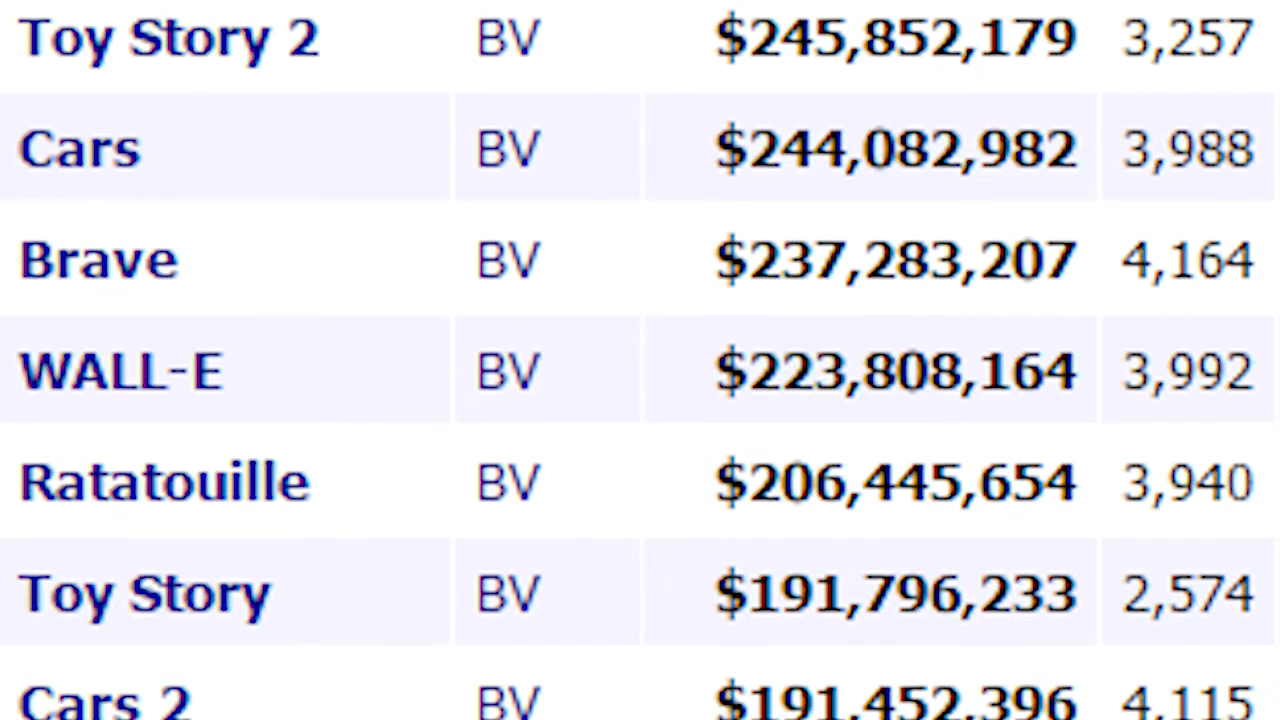 Toy Story 2 BV $245,852,179 3,257
Cars BV $244,082,982 3,988
Brave BV $237,283,207 4,164
WALL-E BV $223,808,164 3,992
Ratatouille BV $206,445,654 3,940
Toy Story BV $191,796,233 2,574
Cars 2 BV $191,452,396 4,115